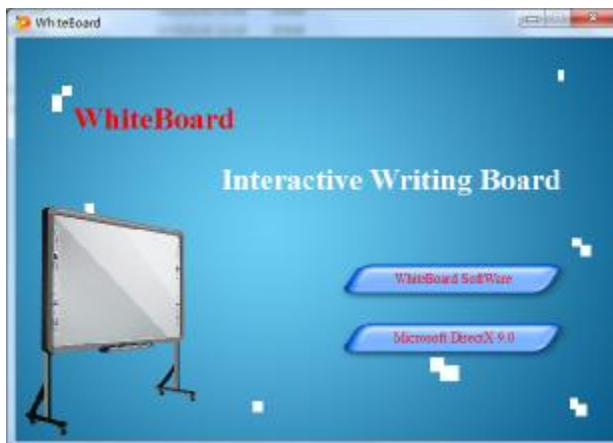 WhiteBoard
WhiteBoard
Interactive Writing Board
WhiteBoard SoftWare
Microsoft DirectX 9.0